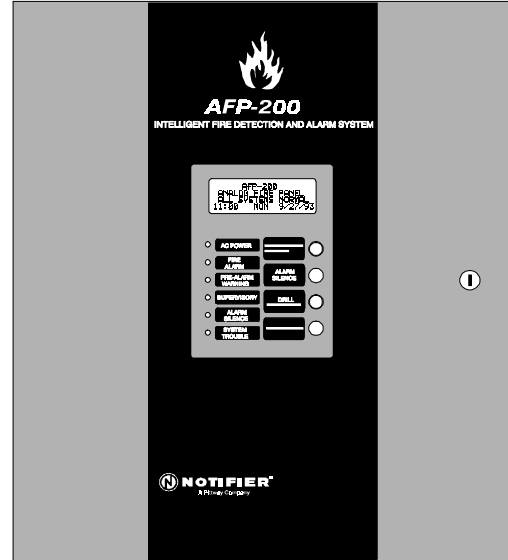 AFP-200
INTELLIGENT FIRE DETECTION AND ALARM SYSTEM
AFP-200
ANALOG FIRE PANEL
ALL SYSTEMS NORMAL
11:00 MON 9/27/93
AC POWER
FIRE
ALARM
PRE-ALARM
WARNING
SUPERVISORY
ALARM
SILENCE
SYSTEM
TROUBLE
ALARM
SILENCE
DRILL
N NOTIFIER®
A Pittway Company